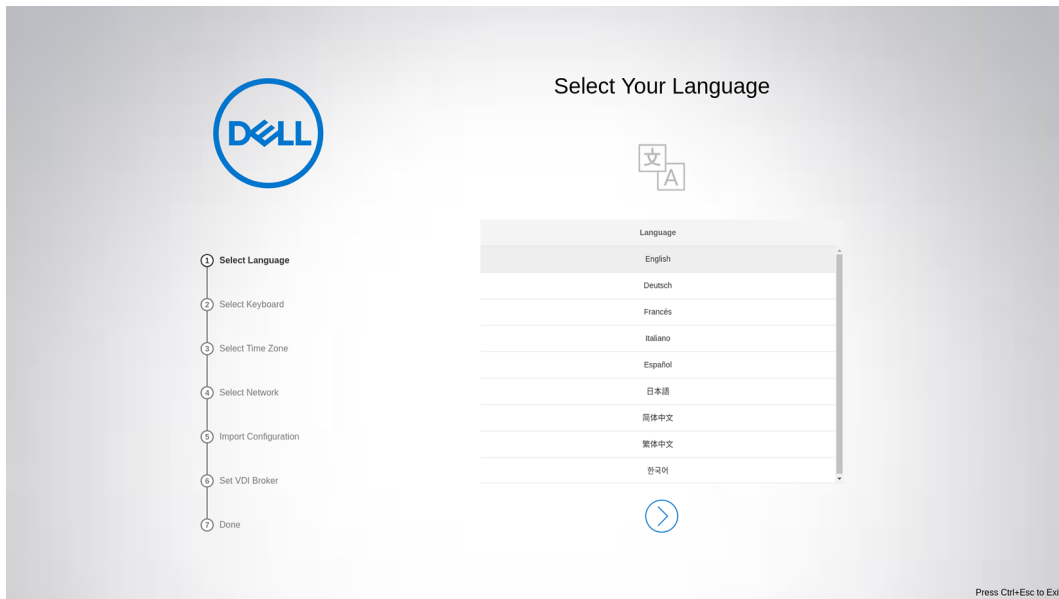 DELL
Select Your Language
文
A
1 Select Language
2 Select Keyboard
3 Select Time Zone
4 Select Network
5 Import Configuration
6 Set VDI Broker
7 Done
Language
English
Deutsch
Francés
Italiano
Español
日本語
简体中文
繁体中文
한국어
Press Ctrl+Esc to Ex